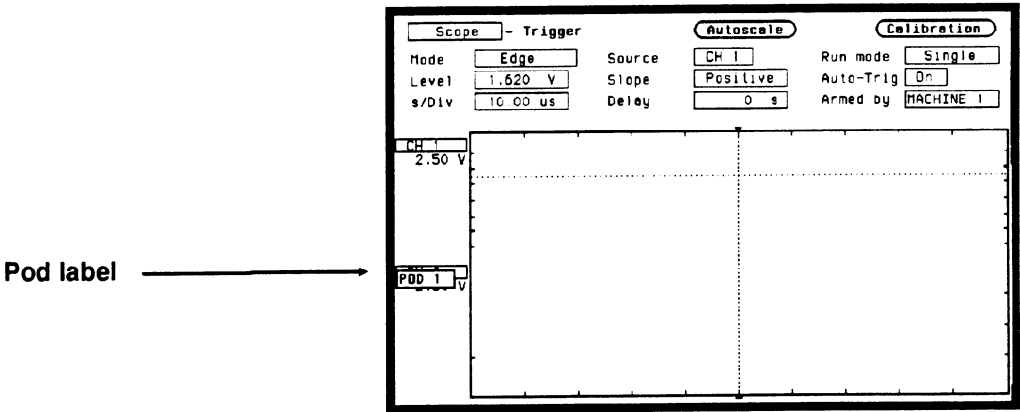 Scope - Trigger Autoscale Calibration
Mode Edge Source CH 1 Run mode Single
Level 1.620 V Slope Positive Auto-Trig On
s/Div 10.00 us Delay 0 s Armed by MACHINE 1
CH 1
2.50 V
Pod label
POD 1
V